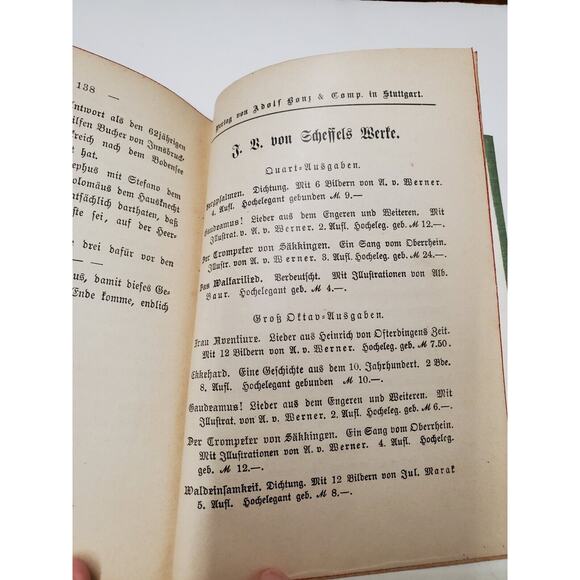 138 —
Antwort als den 62jährigen
ilfen Bucher von Innsbruck-
reich nach dem Bodensee
t hat.
ephus mit Stefano dem
olomäus dem Hausknecht
entsächlich darthaten, daß
ste sei, auf der Heer-
e drei dafür vor den
us, damit dieses Ge-
Ende komme, endlich
Verlag von Adolf Bonz & Comp. in Stuttgart.
J. V. von Scheffels Werke.
Quart-Ausgaben.
Bergpsalmen. Dichtung. Mit 6 Bildern von A. v. Werner.
4. Aufl. Hochelegant gebunden M 9.—
Gaudeamus! Lieder aus dem Engeren und Weiteren. Mit
Illustrat. v. A. v. Werner. 2. Aufl. Hochelegant geb. M 12.—.
Der Trompeter von Säkkingen. Ein Sang vom Oberrhein.
Illustr. von A. v. Werner. 3. Aufl. Hochelegant geb. M 24.—.
Das Waltarilied. Verdeutscht. Mit Illustrationen von Alb.
Baur. Hochelegant geb. M 4.—.
Groß Oktav-Ausgaben.
Frau Aventiure. Lieder aus Heinrich von Ofterdingens Zeit.
Mit 12 Bildern von A. v. Werner. Hocheleg. geb. M 7.50.
Ekkehard. Eine Geschichte aus dem 10. Jahrhundert. 2 Bde.
8. Aufl. Hochelegant gebunden M 10.—.
Gaudeamus! Lieder aus dem Engeren und Weiteren. Mit
Illustrat. von A. v. Werner. 2. Aufl. Hocheleg. geb. M 6.—.
Der Trompeter von Säkkingen. Ein Sang vom Oberrhein.
Mit Illustrationen von A. v. Werner. 4. Aufl. Hocheleg.
geb. M 12.—.
Waldeinsamkeit. Dichtung. Mit 12 Bildern von Jul. Marak
5. Aufl. Hochelegant geb. M 8.—.